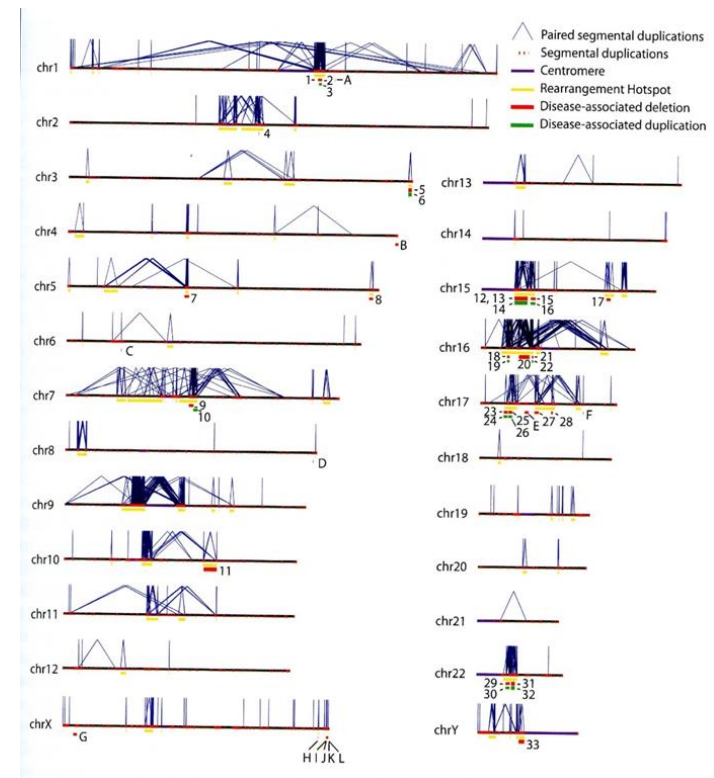 Paired segmental duplications
Segmental duplications
Centromere
Rearrangement Hotspot
Disease-associated deletion
Disease-associated duplication
chr1
1 2 A
3
chr2
4
chr3
5
6
chr4
B
chr5
7 8
chr6
C
chr7
9
10
chr8
D
chr9
chr10
11
chr11
chr12
chrX
G
H I J K L
chr13
chr14
chr15
12, 13 15 17
14 16
chr16
18 20 21
19 22
chr17
23 25 E 27 28 F
24 26
chr18
chr19
chr20
chr21
chr22
29 31
30 32
chrY
33